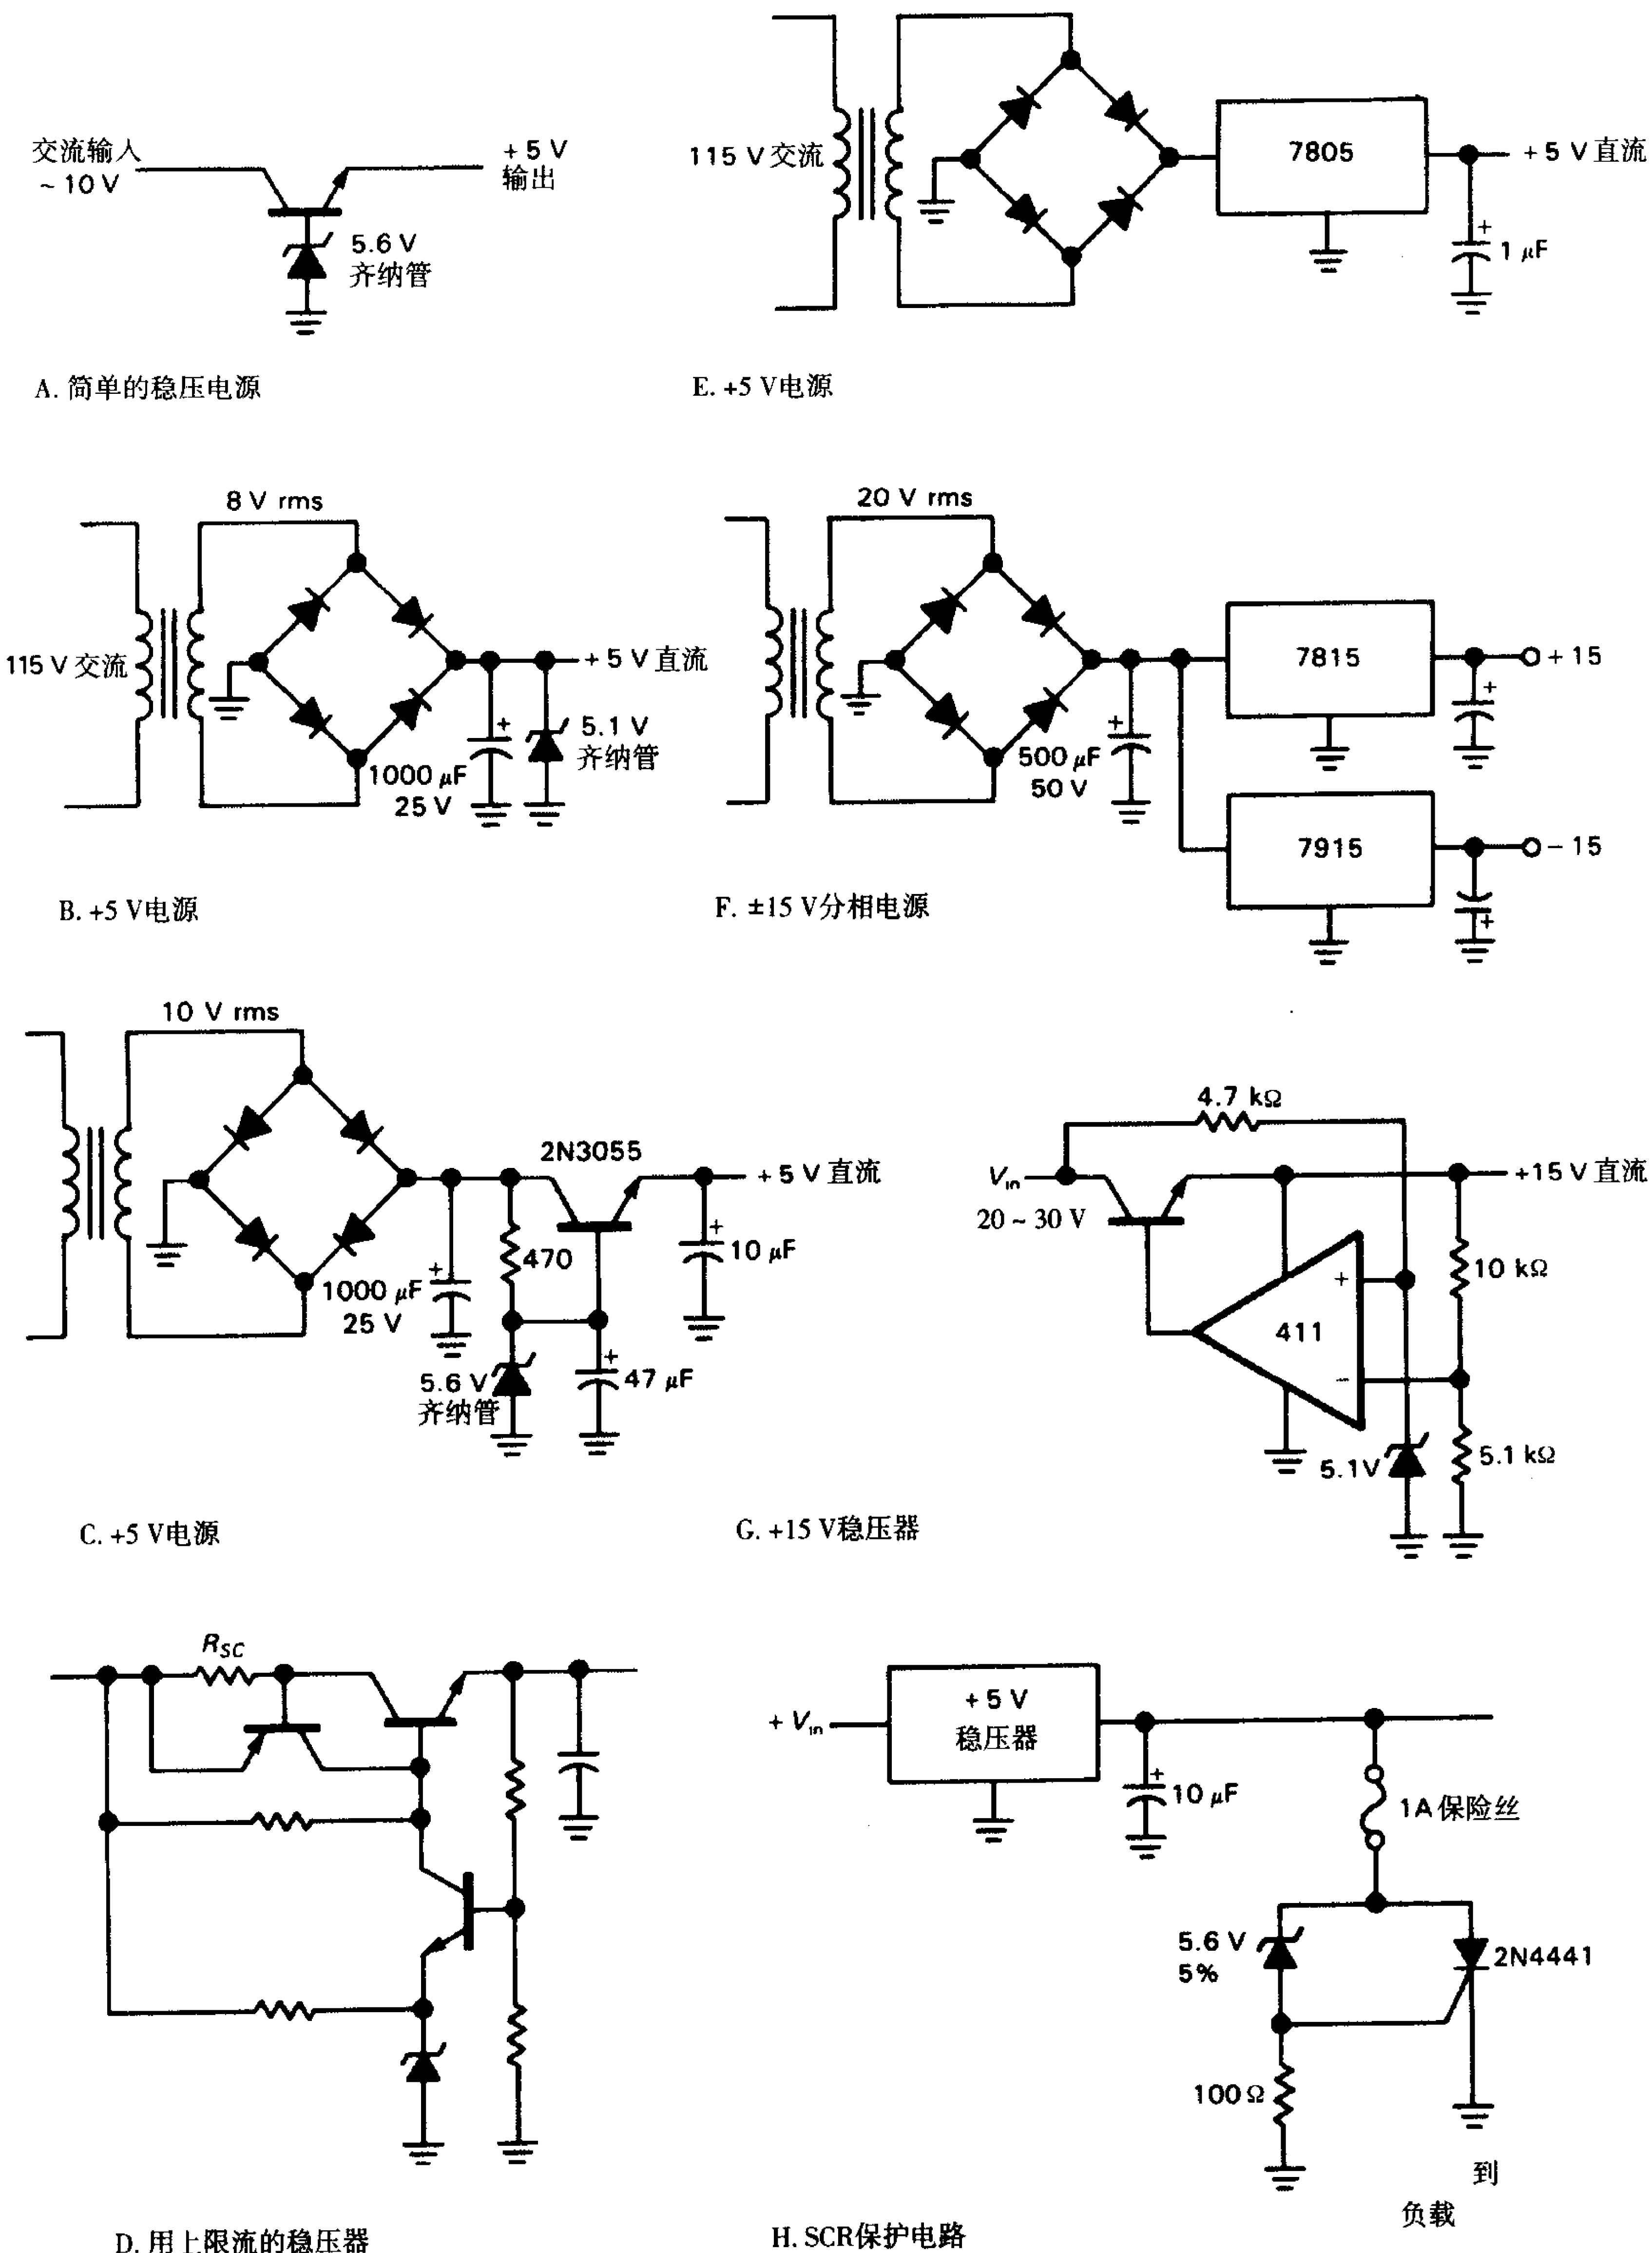 交流输入
~ 10 V
+ 5 V
输出
5.6 V
齐纳管
A. 简单的稳压电源
115 V 交流
7805
+ 5 V 直流
+
1 μF
E. +5 V电源
8 V rms
115 V 交流
+ 5 V 直流
+
5.1 V
齐纳管
1000 μF
25 V
B. +5 V电源
20 V rms
7815
+ 15
+
+
500 μF
50 V
7915
- 15
+
F. ±15 V分相电源
10 V rms
2N3055
+ 5 V 直流
+
10 μF
470
+
1000 μF
25 V
5.6 V
齐纳管
+
47 μF
C. +5 V电源
4.7 kΩ
Vin
20 ~ 30 V
+15 V 直流
+
10 kΩ
411
−
5.1V
5.1 kΩ
G. +15 V稳压器
RSC
D. 用上限流的稳压器
+ Vin
+ 5 V
稳压器
+
10 μF
1A 保险丝
5.6 V
5%
2N4441
100 Ω
到
负载
H. SCR保护电路